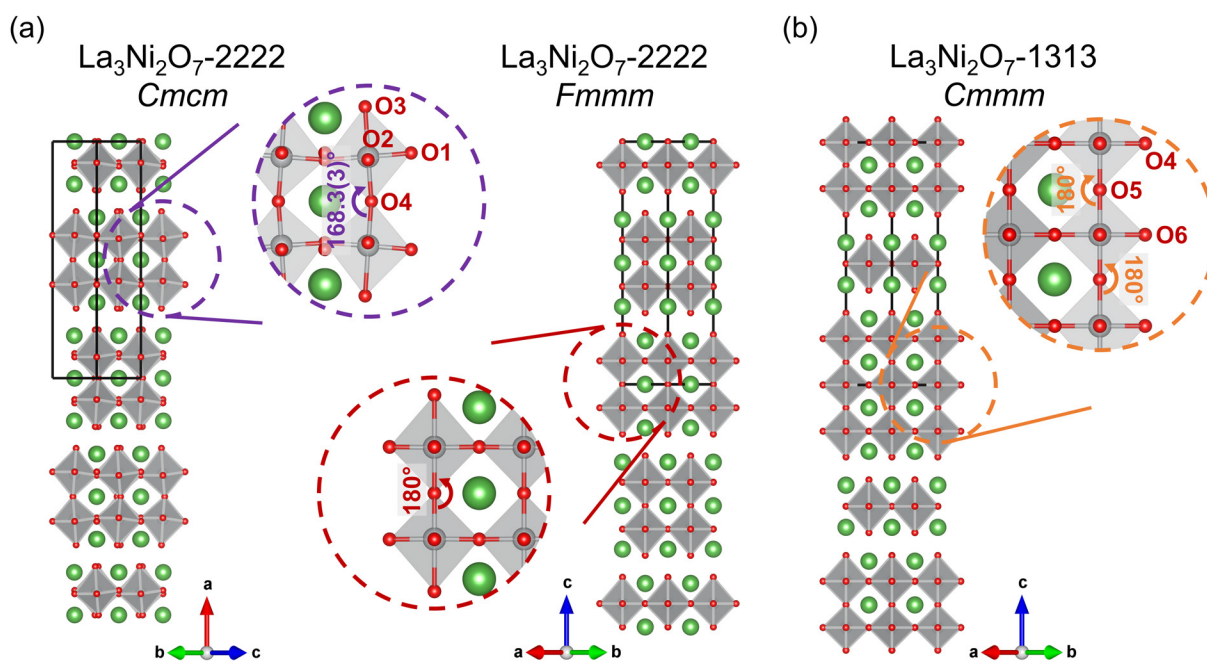 (a)
La₃Ni₂O₇-2222
Cmcm
O3
O2
O1
168.3(3)°
O4
a
b
c
La₃Ni₂O₇-2222
Fmmm
180°
c
a
b
(b)
La₃Ni₂O₇-1313
Cmmm
O4
180°
O5
O6
180°
c
a
b